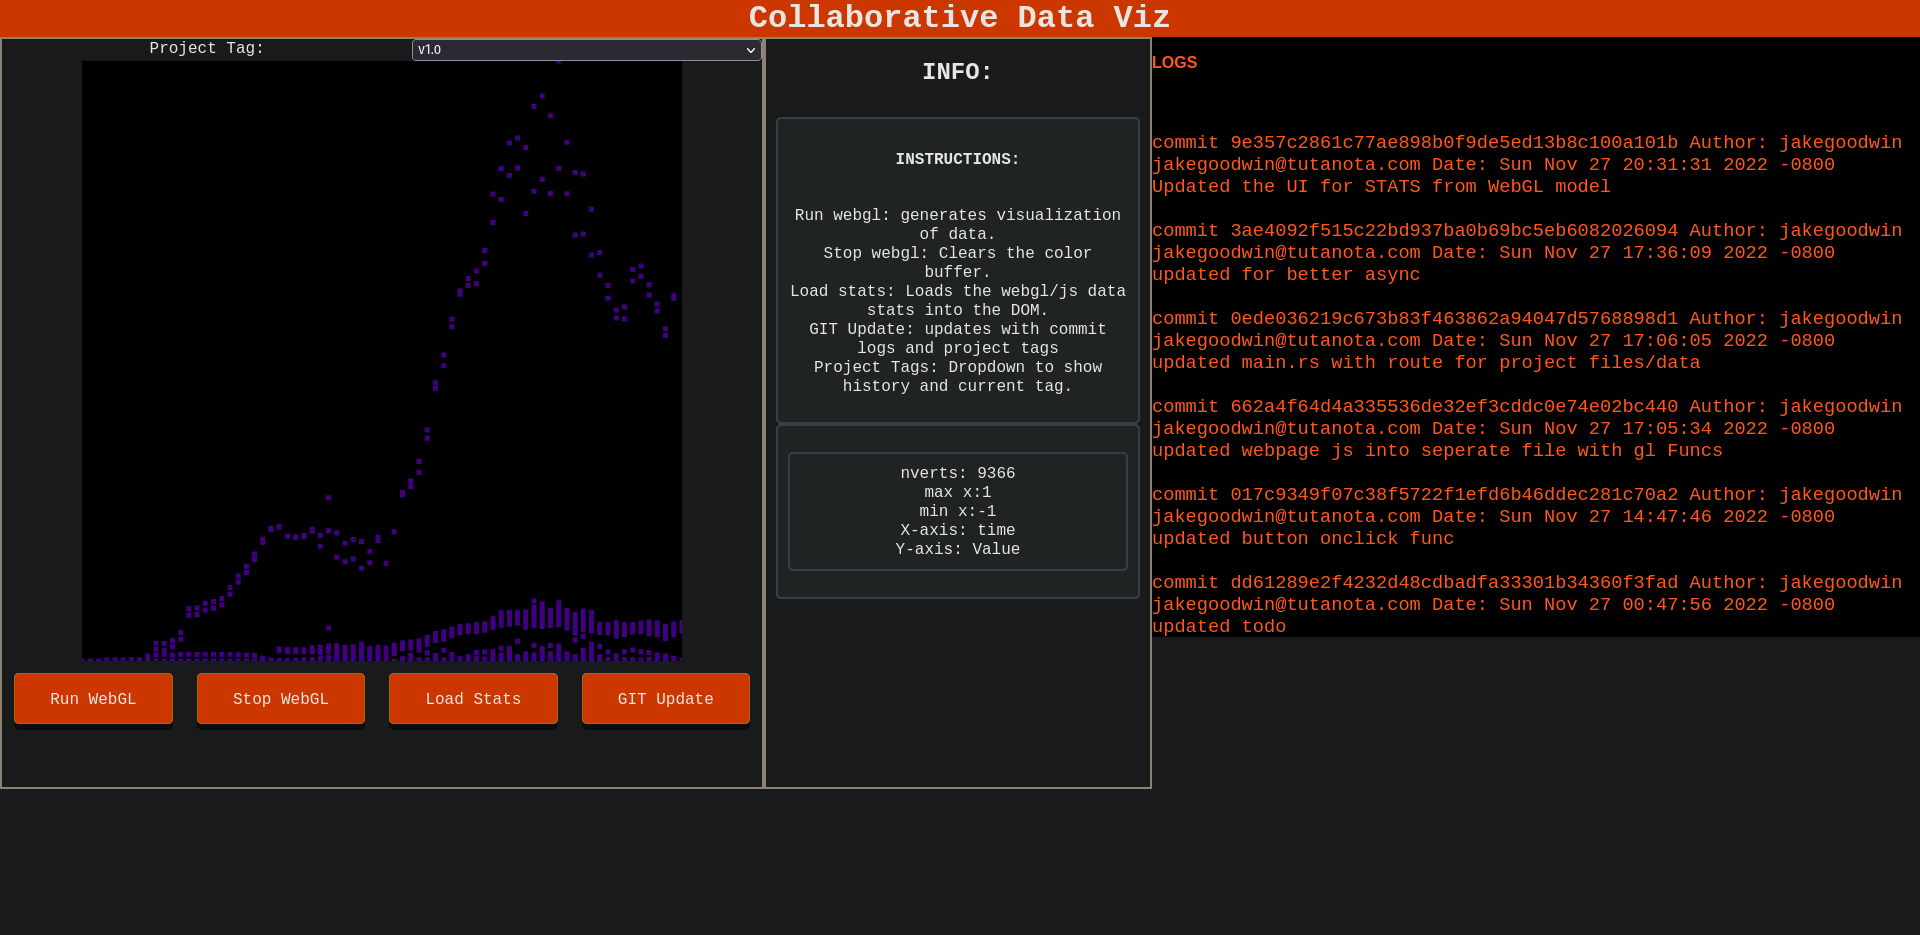 Collaborative Data Viz
Project Tag:
v1.0
Run WebGL
Stop WebGL
Load Stats
GIT Update
INFO:
INSTRUCTIONS:
Run webgl: generates visualization
of data.
Stop webgl: Clears the color
buffer.
Load stats: Loads the webgl/js data
stats into the DOM.
GIT Update: updates with commit
logs and project tags
Project Tags: Dropdown to show
history and current tag.
nverts: 9366
max x:1
min x:-1
X-axis: time
Y-axis: Value
LOGS
commit 9e357c2861c77ae898b0f9de5ed13b8c100a101b Author: jakegoodwin
jakegoodwin@tutanota.com Date: Sun Nov 27 20:31:31 2022 -0800
Updated the UI for STATS from WebGL model
commit 3ae4092f515c22bd937ba0b69bc5eb6082026094 Author: jakegoodwin
jakegoodwin@tutanota.com Date: Sun Nov 27 17:36:09 2022 -0800
updated for better async
commit 0ede036219c673b83f463862a94047d5768898d1 Author: jakegoodwin
jakegoodwin@tutanota.com Date: Sun Nov 27 17:06:05 2022 -0800
updated main.rs with route for project files/data
commit 662a4f64d4a335536de32ef3cddc0e74e02bc440 Author: jakegoodwin
jakegoodwin@tutanota.com Date: Sun Nov 27 17:05:34 2022 -0800
updated webpage js into seperate file with gl Funcs
commit 017c9349f07c38f5722f1efd6b46ddec281c70a2 Author: jakegoodwin
jakegoodwin@tutanota.com Date: Sun Nov 27 14:47:46 2022 -0800
updated button onclick func
commit dd61289e2f4232d48cdbadfa33301b34360f3fad Author: jakegoodwin
jakegoodwin@tutanota.com Date: Sun Nov 27 00:47:56 2022 -0800
updated todo